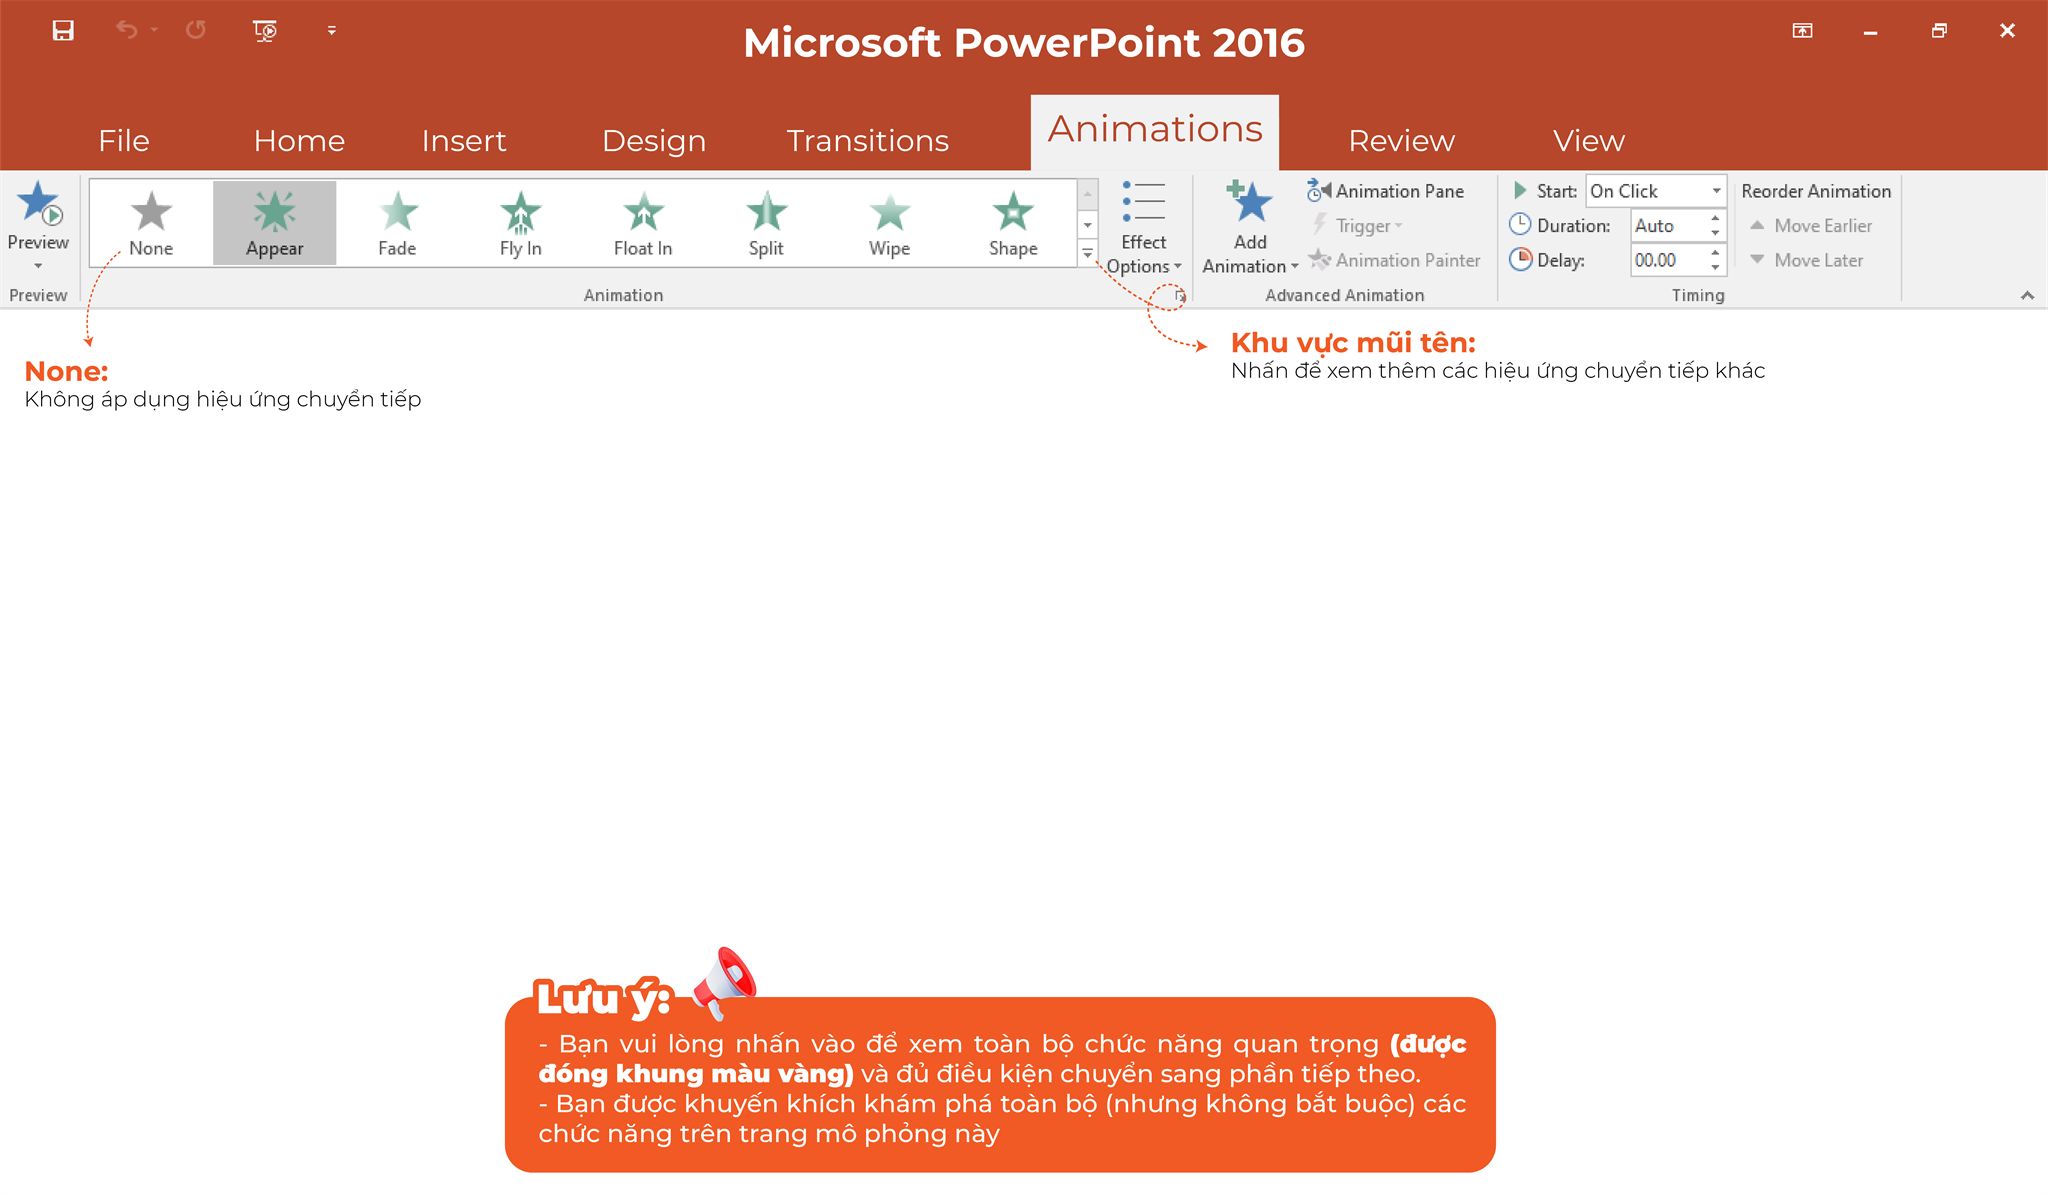 Microsoft PowerPoint 2016
File Home Insert Design Transitions Animations Review View
Preview
Preview
None Appear Fade Fly In Float In Split Wipe Shape
Animation
Effect
Options
Add
Animation
Animation Pane
Trigger
Animation Painter
Advanced Animation
Start: On Click
Duration: Auto
Delay: 00.00
Reorder Animation
Move Earlier
Move Later
Timing
None:
Không áp dụng hiệu ứng chuyển tiếp
Khu vực mũi tên:
Nhấn để xem thêm các hiệu ứng chuyển tiếp khác
Lưu ý:
- Bạn vui lòng nhấn vào để xem toàn bộ chức năng quan trọng (được
đóng khung màu vàng) và đủ điều kiện chuyển sang phần tiếp theo.
- Bạn được khuyến khích khám phá toàn bộ (nhưng không bắt buộc) các
chức năng trên trang mô phỏng này